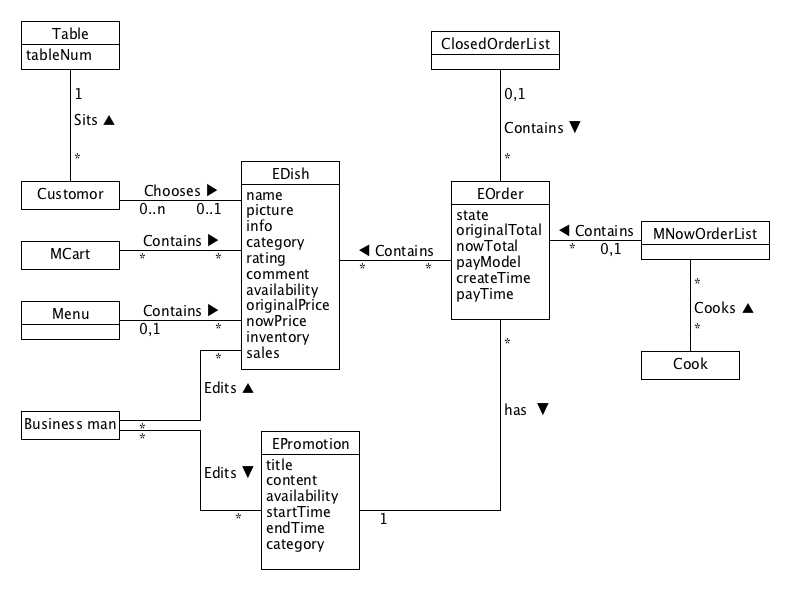 Table
tableNum
ClosedOrderList
1
Sits ▲
*
0,1
Contains ▼
*
Customor
Chooses ▶
0..n
0..1
EDish
name
picture
info
category
rating
comment
availability
originalPrice
nowPrice
inventory
sales
EOrder
state
originalTotal
nowTotal
payModel
createTime
payTime
◀ Contains
*
0,1
MNowOrderList
MCart
Contains ▶
*
*
◀ Contains
*
*
Menu
Contains ▶
0,1
*
*
Cooks ▲
*
Cook
*
Edits ▲
*
has ▼
Business man
*
*
Edits ▼
*
EPromotion
title
content
availability
startTime
endTime
category
1